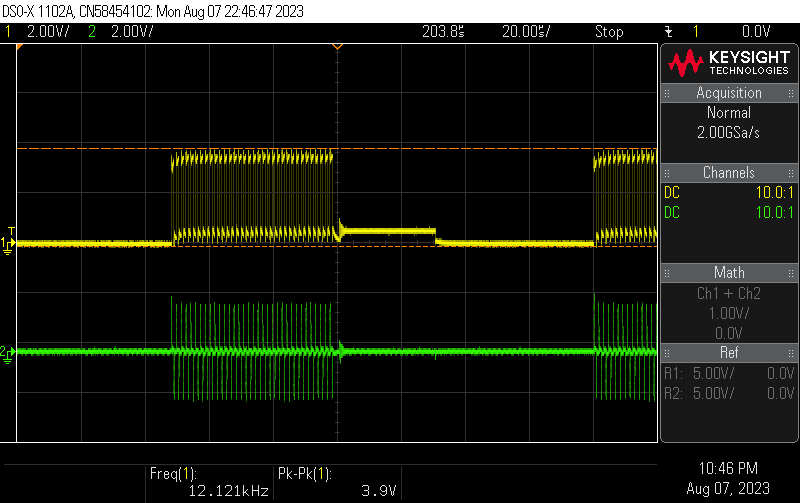 DSO-X 1102A, CN58454102: Mon Aug 07 22:46:47 2023
1 2.00V/ 2 2.00V/ 203.8s 20.00s/ Stop 1 0.0V
KEYSIGHT
TECHNOLOGIES
Acquisition
Normal
2.00GSa/s
Channels
DC 10.0:1
DC 10.0:1
Math
Ch1 + Ch2
1.00V/
0.0V
Ref
R1: 5.00V/ 0.0V
R2: 5.00V/ 0.0V
T
1
2
Freq(1): Pk-Pk(1):
12.121kHz 3.9V
10:46 PM
Aug 07, 2023